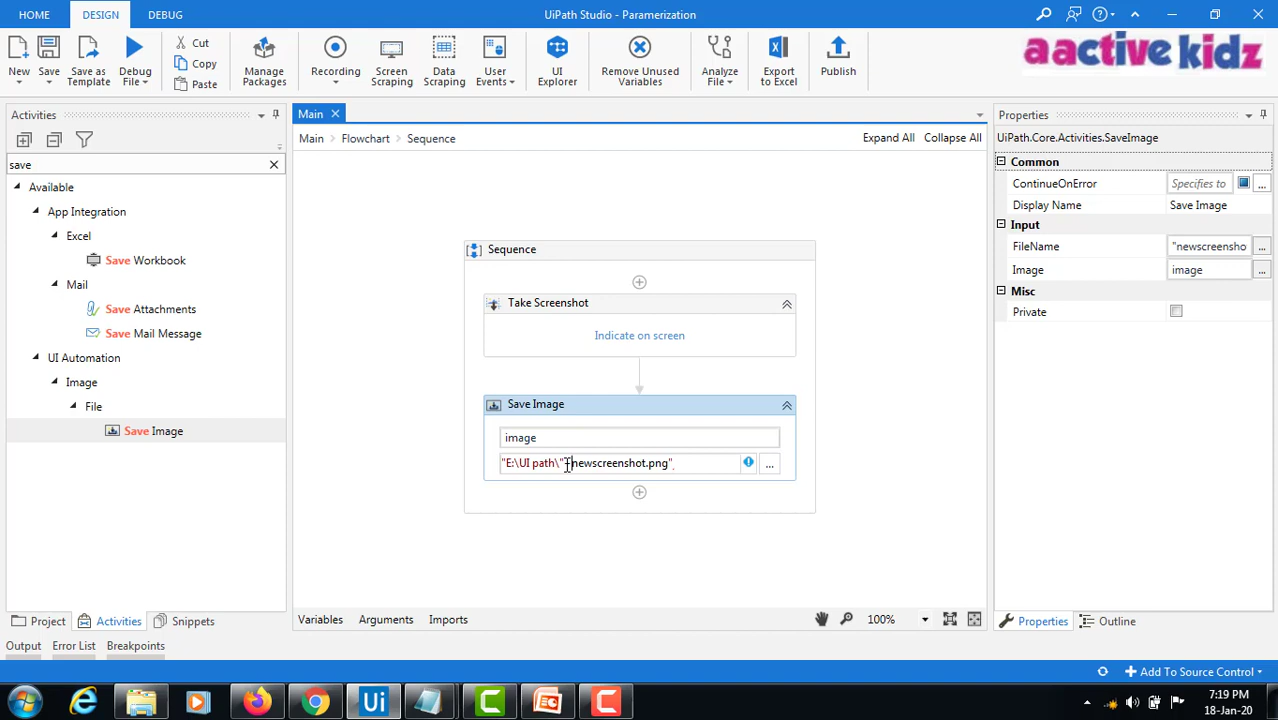 HOME DESIGN DEBUG UiPath Studio - Paramerization
New Save Save as Template Debug File Cut Copy Paste Manage Packages Recording Screen Scraping Data Scraping User Events UI Explorer Remove Unused Variables Analyze File Export to Excel Publish
aactive kidz
Activities
save
Available
App Integration
Excel
Save Workbook
Mail
Save Attachments
Save Mail Message
UI Automation
Image
File
Save Image
Project Activities Snippets
Main
Main Flowchart Sequence Expand All Collapse All
Sequence
Take Screenshot
Indicate on screen
Save Image
image
"E:\UI path\" newscreenshot.png" ...
Variables Arguments Imports 100%
Properties
UiPath.Core.Activities.SaveImage
Common
ContinueOnError Specifies to ...
Display Name Save Image
Input
FileName "newscreensho ...
Image image ...
Misc
Private
Properties Outline
Output Error List Breakpoints
Add To Source Control
Ui
7:19 PM
18-Jan-20